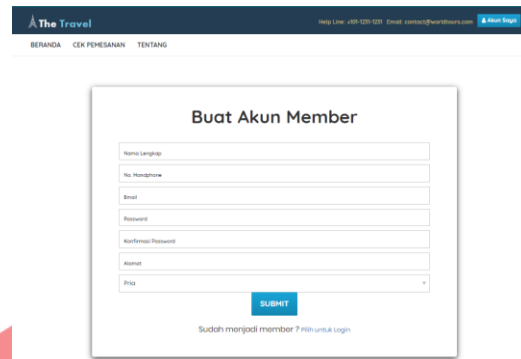 The Travel
Help Line: +101-1231-1231 Email: contact@worldtours.com Akun Saya
BERANDA CEK PEMESANAN TENTANG
Buat Akun Member
Nama Lengkap
No. Handphone
Email
Password
Konfirmasi Password
Alamat
Pria
SUBMIT
Sudah menjadi member ? Pilih untuk Login